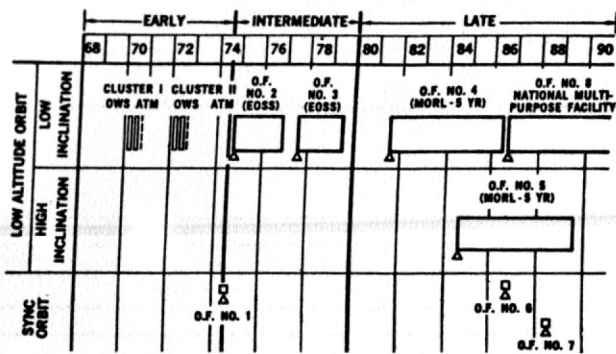 EARLY INTERMEDIATE LATE
68 70 72 74 76 78 80 82 84 86 88 90
LOW ALTITUDE ORBIT
LOW
INCLINATION
CLUSTER I
OWS ATM
CLUSTER II
OWS ATM
O.F.
NO. 2
(EOSS)
O.F.
NO. 3
(EOSS)
O.F. NO. 4
(MORL-5 YR)
O.F. NO. 8
NATIONAL MULTI-
PURPOSE FACILITY
HIGH
INCLINATION
O.F. NO. 5
(MORL-5 YR)
SYNC
ORBIT
O.F. NO. 1
O.F. NO. 6
O.F. NO. 7